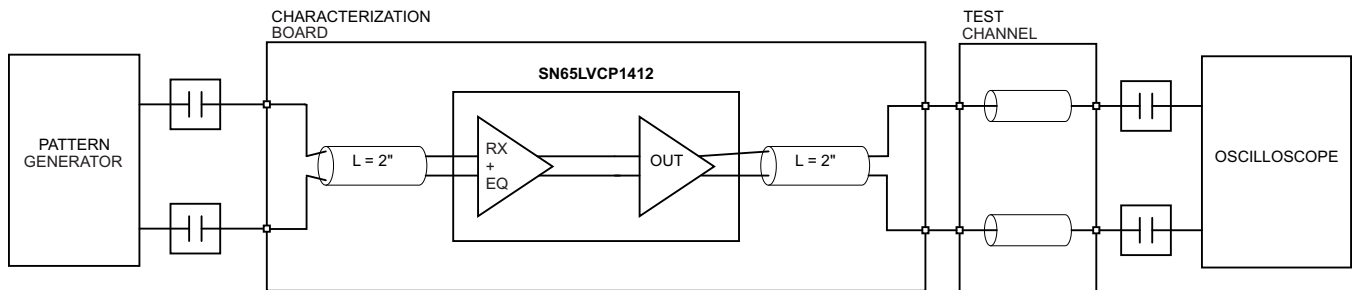 CHARACTERIZATION
BOARD
TEST
CHANNEL
SN65LVCP1412
PATTERN
GENERATOR
L = 2"
RX
+
EQ
OUT
L = 2"
OSCILLOSCOPE